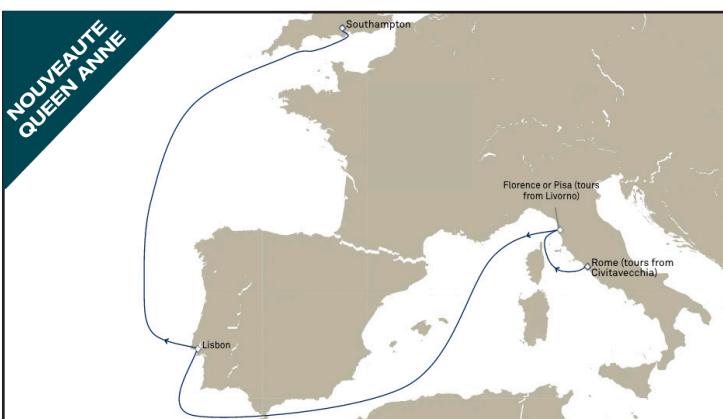 NOUVEAUTE
QUEEN ANNE
Southampton
Florence or Pisa (tours
from Livorno)
Rome (tours from
Civitavecchia)
Lisbon